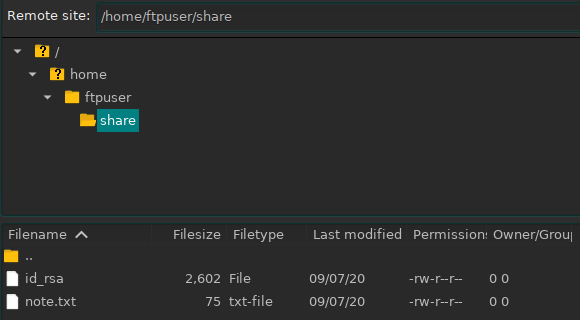 Remote site: /home/ftpuser/share
/
home
ftpuser
share
Filename Filesize Filetype Last modified Permissions Owner/Group
..
id_rsa 2,602 File 09/07/20 -rw-r--r-- 0 0
note.txt 75 txt-file 09/07/20 -rw-r--r-- 0 0